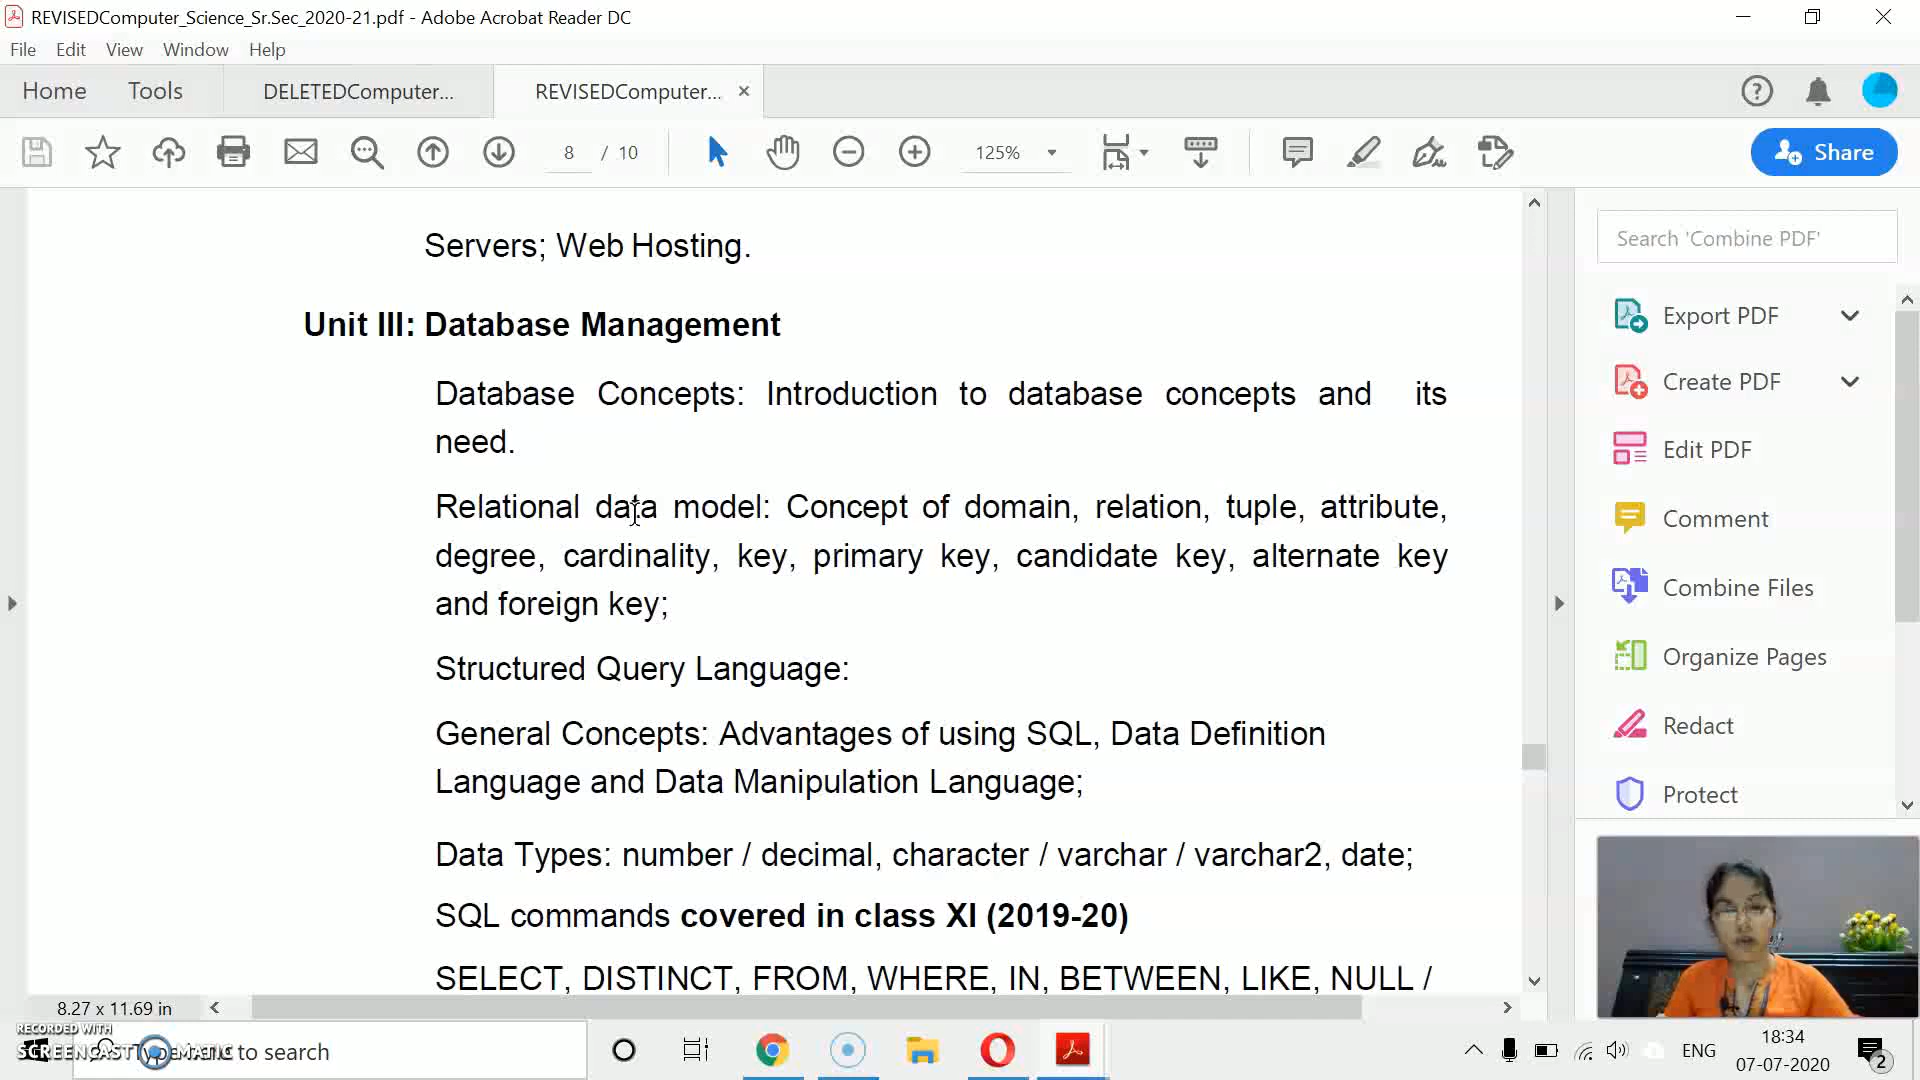 REVISEDComputer_Science_Sr.Sec_2020-21.pdf - Adobe Acrobat Reader DC
File Edit View Window Help
Home Tools DELETEDComputer... REVISEDComputer...
8 / 10 125% Share
Servers; Web Hosting.
Unit III: Database Management
Database Concepts: Introduction to database concepts and its
need.
Relational data model: Concept of domain, relation, tuple, attribute,
degree, cardinality, key, primary key, candidate key, alternate key
and foreign key;
Structured Query Language:
General Concepts: Advantages of using SQL, Data Definition
Language and Data Manipulation Language;
Data Types: number / decimal, character / varchar / varchar2, date;
SQL commands covered in class XI (2019-20)
SELECT, DISTINCT, FROM, WHERE, IN, BETWEEN, LIKE, NULL /
Search 'Combine PDF'
Export PDF
Create PDF
Edit PDF
Comment
Combine Files
Organize Pages
Redact
Protect
8.27 x 11.69 in
RECORDED WITH
SCREENCAST MATIC
to search
ENG
18:34
07-07-2020
2